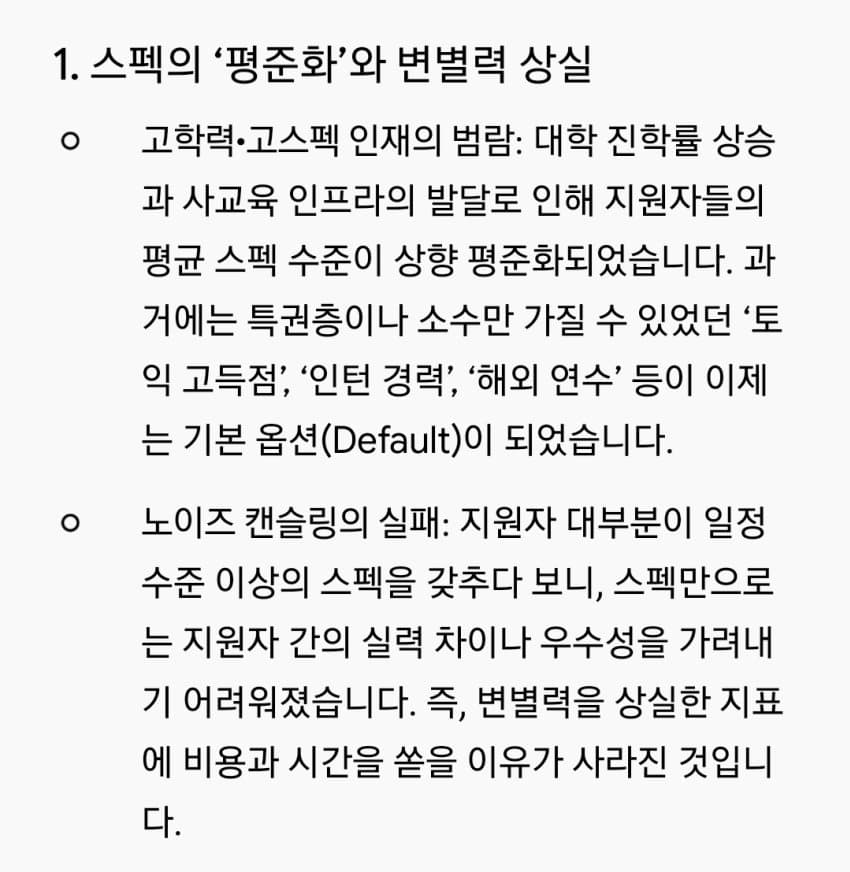 1. 스펙의 ‘평준화’와 변별력 상실
고학력•고스펙 인재의 범람: 대학 진학률 상승
과 사교육 인프라의 발달로 인해 지원자들의
평균 스펙 수준이 상향 평준화되었습니다. 과
거에는 특권층이나 소수만 가질 수 있었던 ‘토
익 고득점’, ‘인턴 경력’, ‘해외 연수’ 등이 이제
는 기본 옵션(Default)이 되었습니다.
노이즈 캔슬링의 실패: 지원자 대부분이 일정
수준 이상의 스펙을 갖추다 보니, 스펙만으로
는 지원자 간의 실력 차이나 우수성을 가려내
기 어려워졌습니다. 즉, 변별력을 상실한 지표
에 비용과 시간을 쏟을 이유가 사라진 것입니
다.